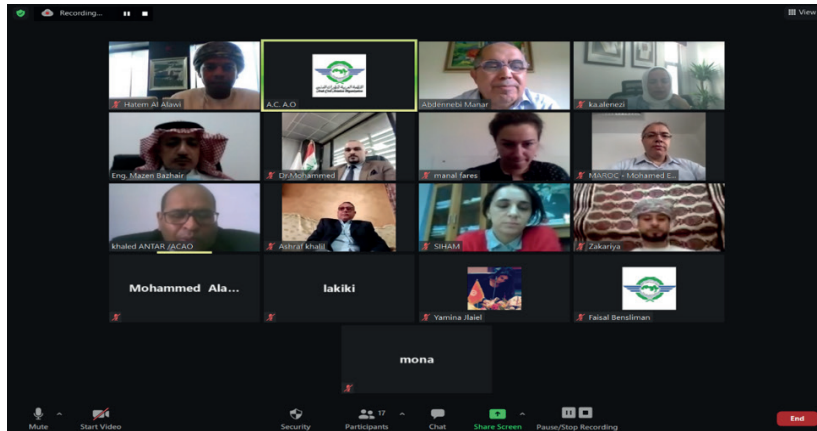 Recording...
View
Hatem Al Alawi
A.C. A.O
Abdennebi Manar
ka.alenezi
Eng. Mazen Bazhair
Dr.Mohammed
manal fares
MAROC - Mohamed E...
khaled ANTAR /ACAO
Ashraf khalil
SIHAM
Zakariya
Mohammed Ala...
lakiki
Yamina Jlaiel
Faisal Bensliman
mona
17
Mute
Start Video
Security
Participants
Chat
Share Screen
Pause/Stop Recording
End